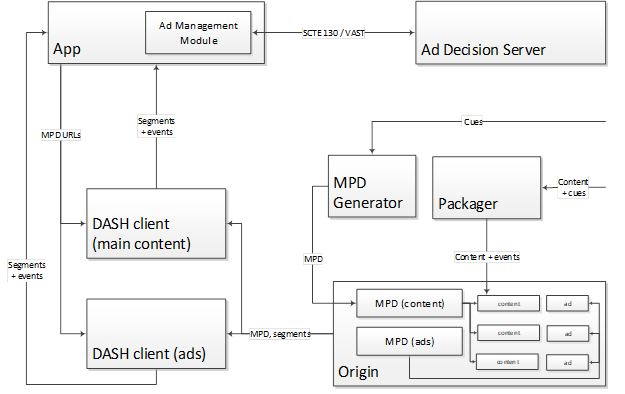 Ad Management
Module
App
SCTE 130 / VAST
Ad Decision Server
Segments
+ events
MPD URLs
Cues
MPD
Generator
Packager
Content
+ cues
DASH client
(main content)
MPD
Content + events
Segments
+ events
DASH client (ads)
MPD, segments
MPD (content)
content
ad
MPD (ads)
content
ad
content
ad
Origin